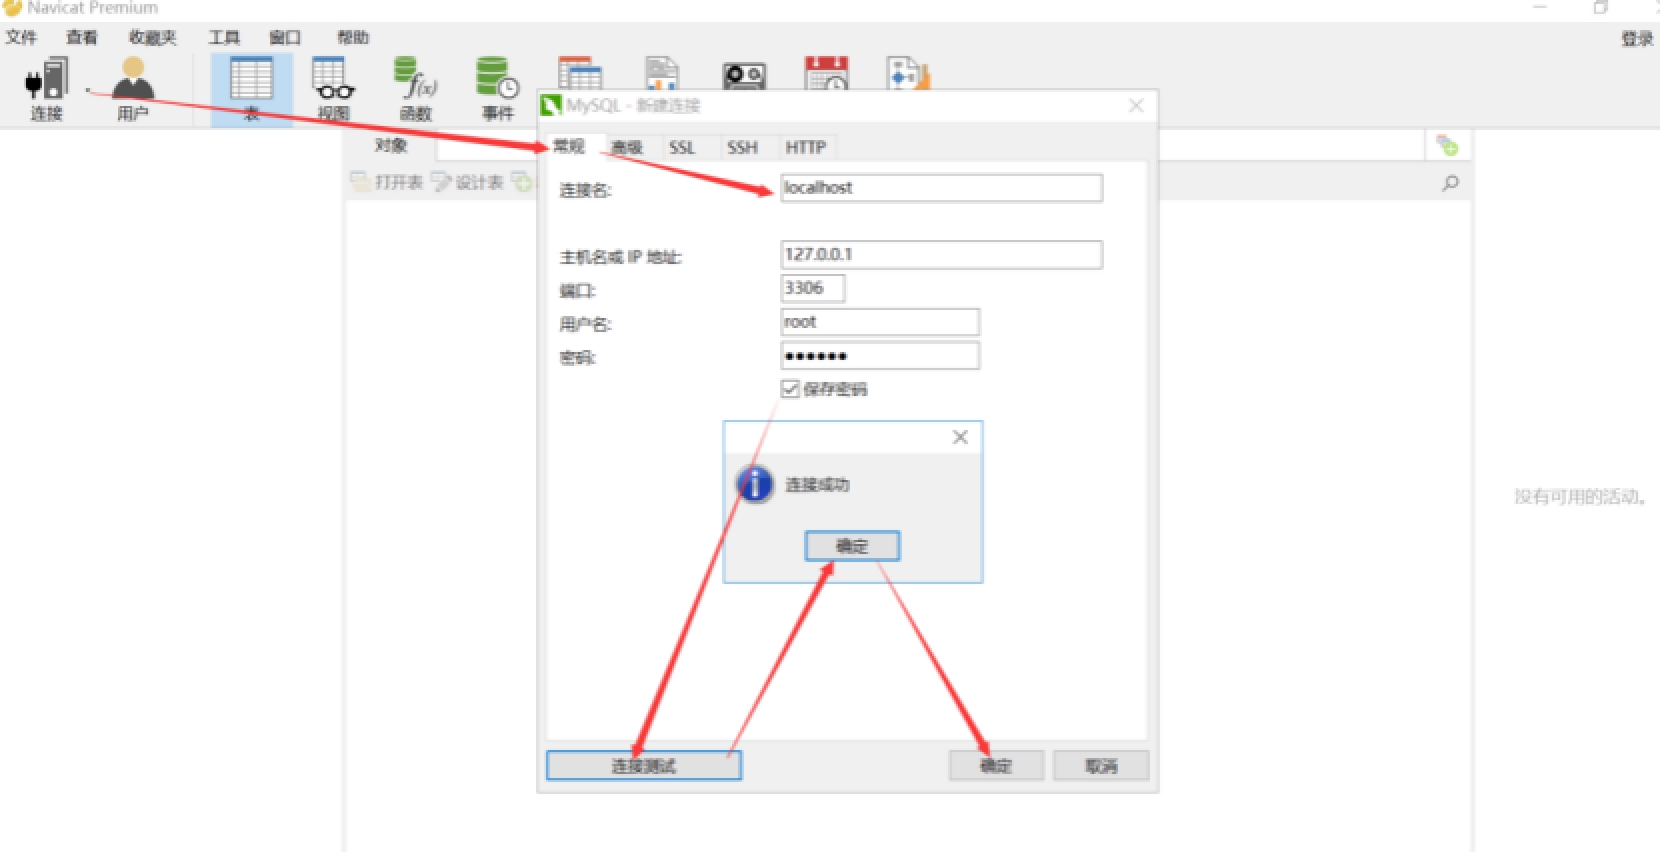 Navicat Premium
文件 查看 收藏夹 工具 窗口 帮助 登录
连接 用户 表 视图 函数 事件
MySQL - 新建连接
对象
常规 高级 SSL SSH HTTP
打开表 设计表
连接名: localhost
主机名或 IP 地址: 127.0.0.1
端口: 3306
用户名: root
密码: ●●●●●●
保存密码
连接成功
没有可用的活动。
确定
连接测试 确定 取消